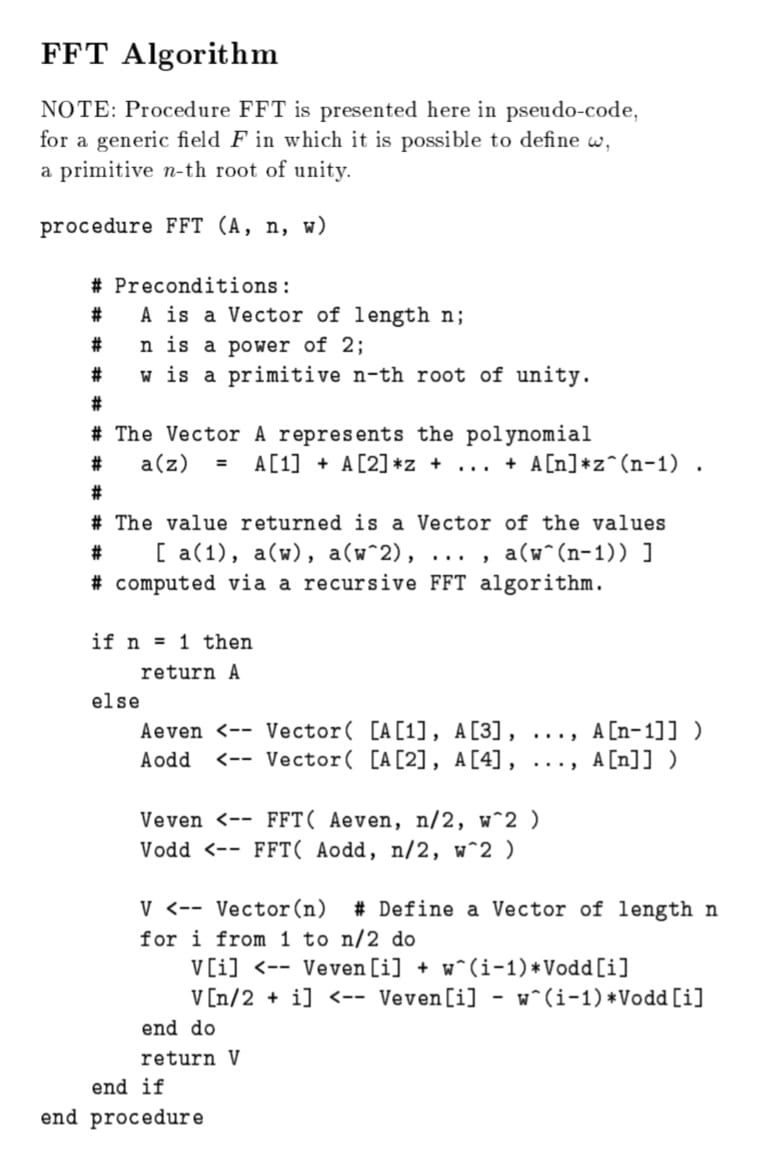 FFT Algorithm
NOTE: Procedure FFT is presented here in pseudo-code,
for a generic field F in which it is possible to define ω,
a primitive n-th root of unity.
procedure FFT (A, n, w)
# Preconditions:
#   A is a Vector of length n;
#   n is a power of 2;
#   w is a primitive n-th root of unity.
#
# The Vector A represents the polynomial
#   a(z)  =  A[1] + A[2]*z + ... + A[n]*z^(n-1) .
#
# The value returned is a Vector of the values
#    [ a(1), a(w), a(w^2), ... , a(w^(n-1)) ]
# computed via a recursive FFT algorithm.
if n = 1 then
return A
else
Aeven <-- Vector( [A[1], A[3], ..., A[n-1]] )
Aodd  <-- Vector( [A[2], A[4], ..., A[n]] )
Veven <-- FFT( Aeven, n/2, w^2 )
Vodd <-- FFT( Aodd, n/2, w^2 )
V <-- Vector(n)  # Define a Vector of length n
for i from 1 to n/2 do
V[i] <-- Veven[i] + w^(i-1)*Vodd[i]
V[n/2 + i] <-- Veven[i] - w^(i-1)*Vodd[i]
end do
return V
end if
end procedure